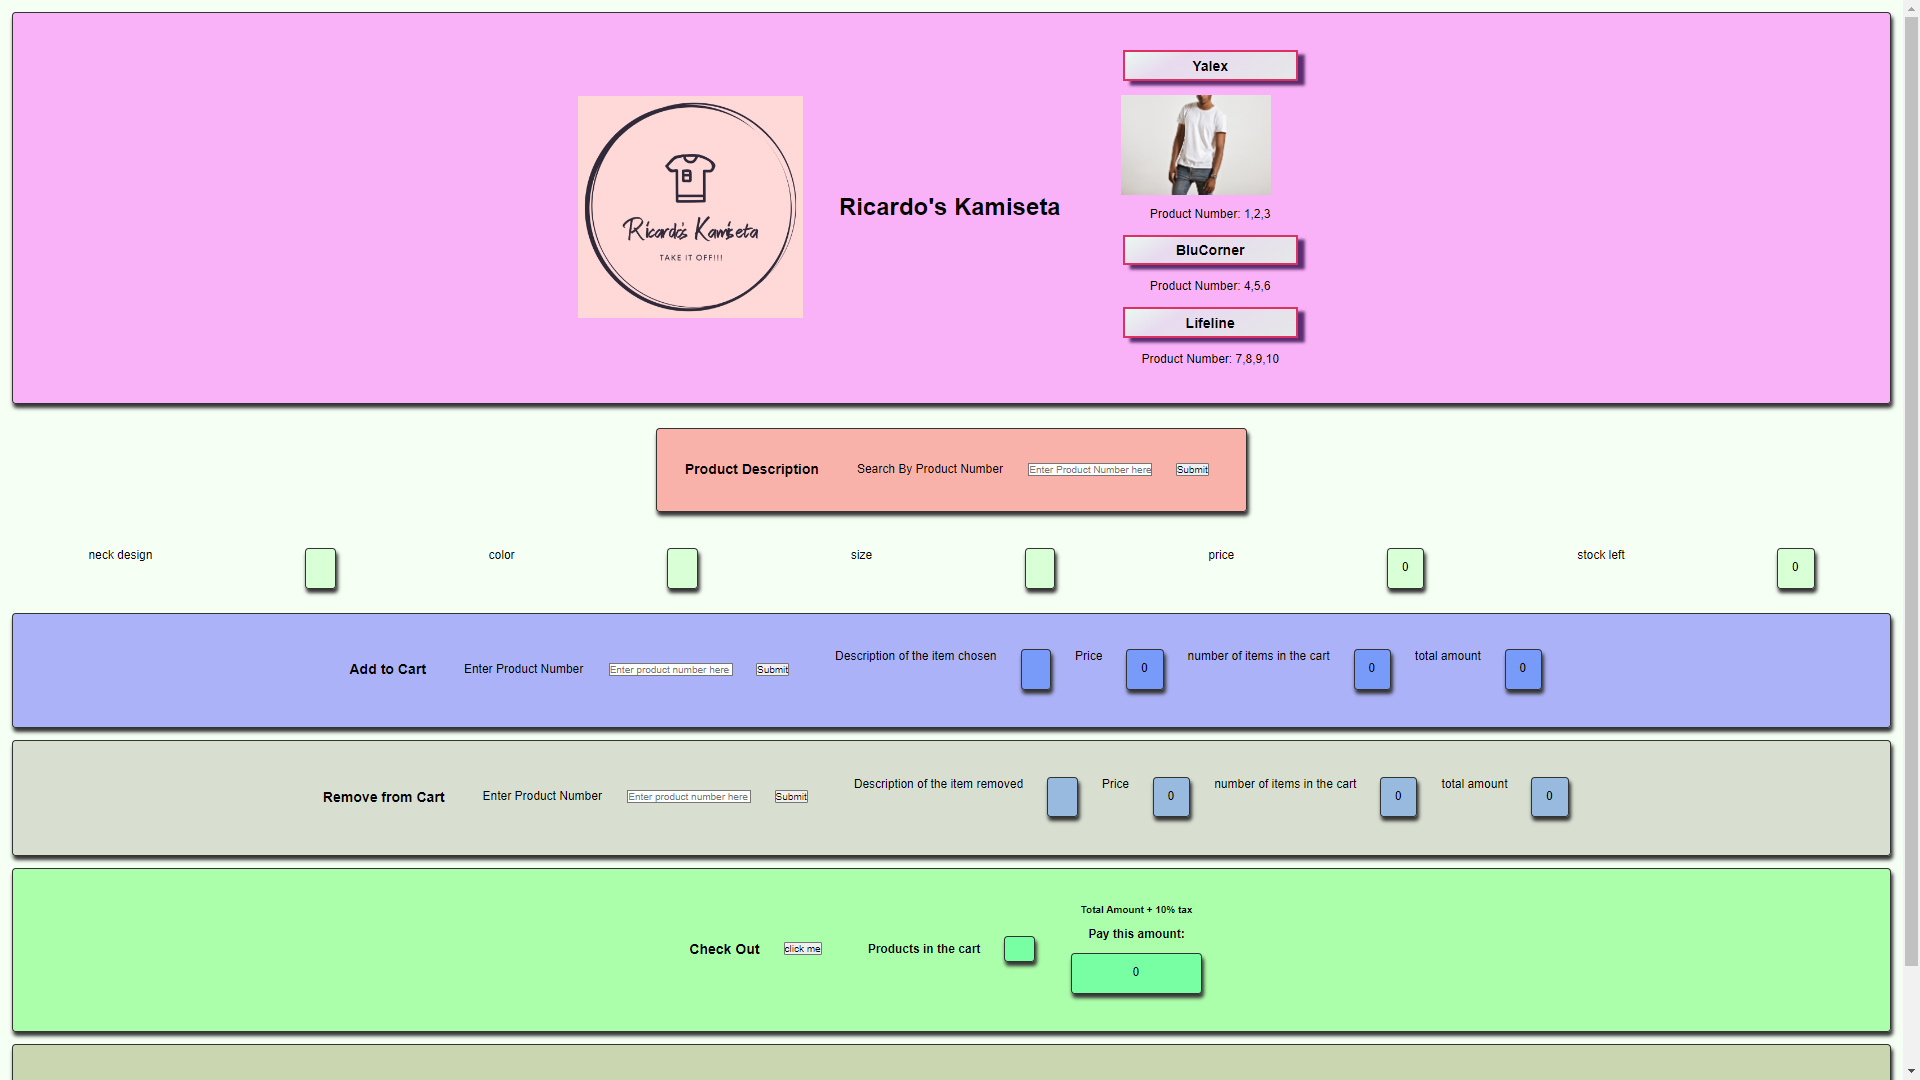 Ricardo's Kamiseta
TAKE IT OFF!!!
Ricardo's Kamiseta
Yalex
Product Number: 1,2,3
BluCorner
Product Number: 4,5,6
Lifeline
Product Number: 7,8,9,10
Product Description Search By Product Number Enter Product Number here Submit
neck design color size price 0 stock left 0
Add to Cart Enter Product Number Enter product number here Submit Description of the item chosen Price 0 number of items in the cart 0 total amount 0
Remove from Cart Enter Product Number Enter product number here Submit Description of the item removed Price 0 number of items in the cart 0 total amount 0
Check Out click me Products in the cart
Total Amount + 10% tax
Pay this amount:
0